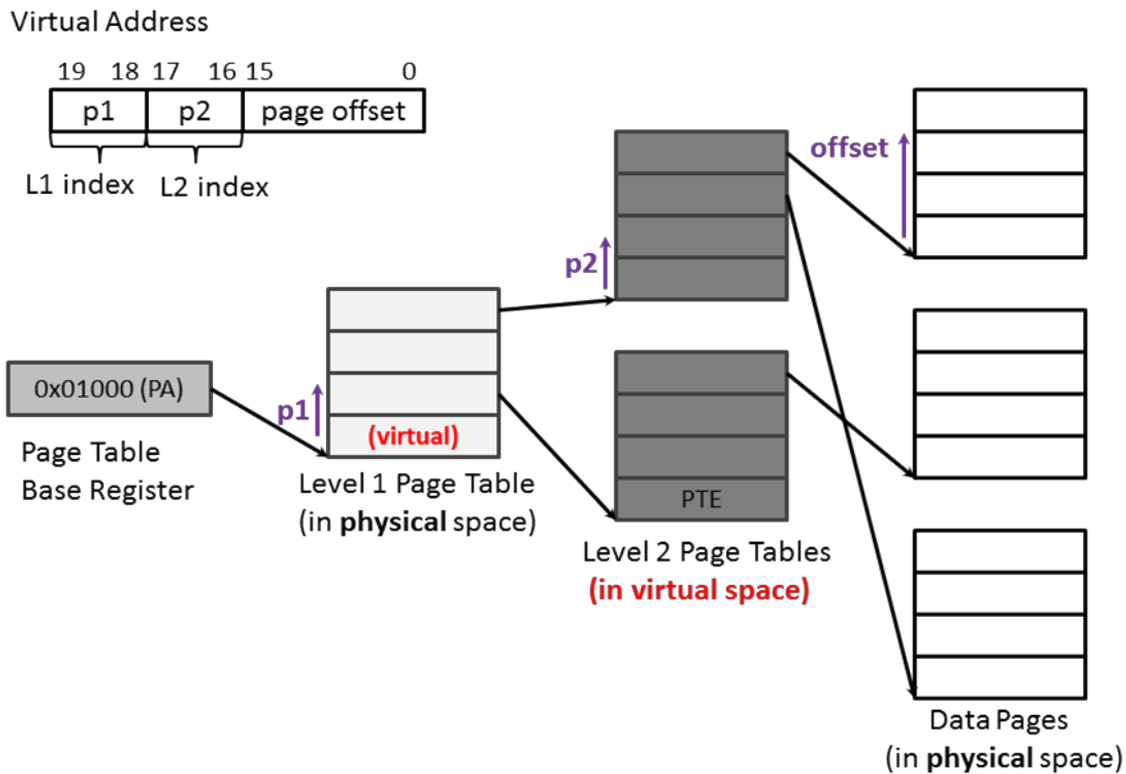 Virtual Address
19 18 17 16 15 0
p1 p2 page offset
L1 index L2 index
offset
p2
0x01000 (PA)
p1
(virtual)
Page Table
Base Register
Level 1 Page Table
(in physical space)
PTE
Level 2 Page Tables
(in virtual space)
Data Pages
(in physical space)